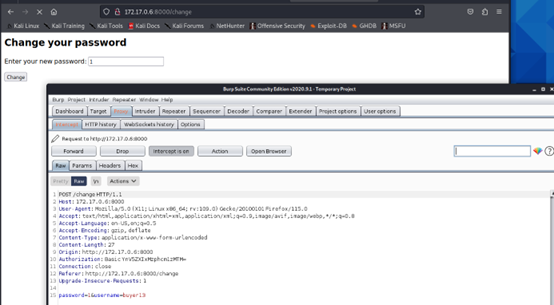 172.17.0.6:8000/change
Kali Linux Kali Training Kali Tools Kali Docs Kali Forums NetHunter Offensive Security Exploit-DB GHDB MSFU
Change your password
Enter your new password: 1
Change
Burp Suite Community Edition v2020.9.1 - Temporary Project
Burp Project Intruder Repeater Window Help
Dashboard Target Proxy Intruder Repeater Sequencer Decoder Comparer Extender Project options User options
Intercept HTTP history WebSockets history Options
Request to http://172.17.0.6:8000
Forward Drop Intercept is on Action Open Browser
Raw Params Headers Hex
Pretty Raw \n Actions
1 POST /change HTTP/1.1
2 Host: 172.17.0.6:8000
3 User-Agent: Mozilla/5.0 (X11; Linux x86_64; rv:109.0) Gecko/20100101 Firefox/115.0
4 Accept: text/html,application/xhtml+xml,application/xml;q=0.9,image/avif,image/webp,*/*;q=0.8
5 Accept-Language: en-US,en;q=0.5
6 Accept-Encoding: gzip, deflate
7 Content-Type: application/x-www-form-urlencoded
8 Content-Length: 27
9 Origin: http://172.17.0.6:8000
10 Authorization: Basic
11 Connection: close
12 Referer: http://172.17.0.6:8000/change
13 Upgrade-Insecure-Requests: 1
14
15 password=1&username=buyer13